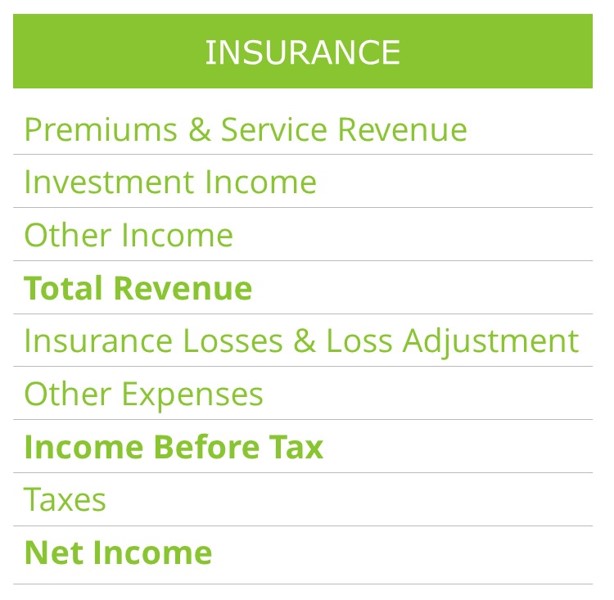 INSURANCE
Premiums & Service Revenue
Investment Income
Other Income
Total Revenue
Insurance Losses & Loss Adjustment
Other Expenses
Income Before Tax
Taxes
Net Income